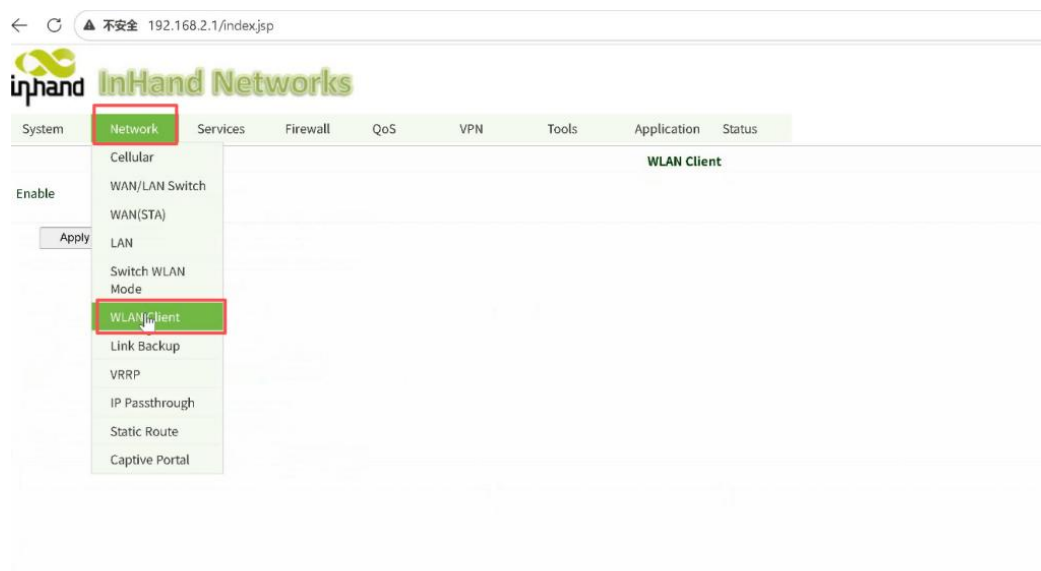 不安全 192.168.2.1/index.jsp
inhand InHand Networks
System Network Services Firewall QoS VPN Tools Application Status
Cellular
WLAN Client
Enable
WAN/LAN Switch
WAN(STA)
Apply
LAN
Switch WLAN
Mode
WLAN Client
Link Backup
VRRP
IP Passthrough
Static Route
Captive Portal